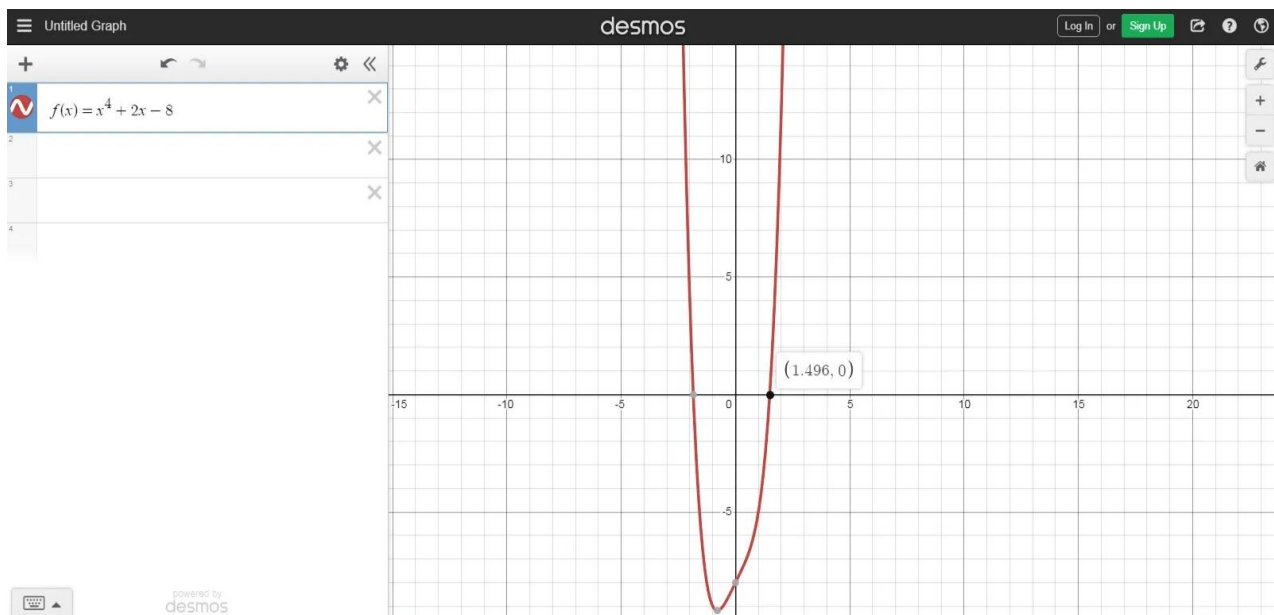 Untitled Graph
desmos
Log In or Sign Up
1
f(x) = x⁴ + 2x − 8
2
3
4
10
5
(1.496, 0)
-15 -10 -5 0 5 10 15 20
-5
powered by
desmos